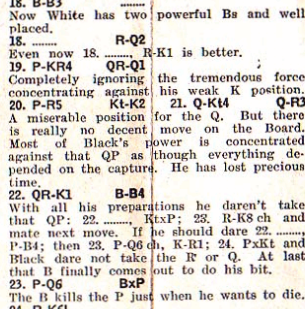 18. B-B3 ........
Now White has two powerful Bs and well
placed.
18. ........ R-Q2
Even now 18. ........, R-K1 is better.
19. P-KR4 QR-Q1
Completely ignoring the tremendous force
concentrating against his weak K position.
20. P-R5 Kt-K2 21. Q-Kt4 Q-R3
A miserable position for the Q. But there
is really no decent move on the Board.
Most of Black's power is concentrated
against that QP as though everything de-
pended on the capture. He has lost precious
time.
22. QR-K1 B-B4
With all his preparations he daren't take
that QP: 22. ........, KtxP; 23. R-K8 ch and
mate next move. If he should dare 22. ........,
P-B4; then 23. P-Q6 ch, K-R1; 24. PxKt and
Black dare not take the R or Q. At last
that B finally comes out to do his bit.
23. P-Q6 BxP
The B kills the P just when he wants to die.